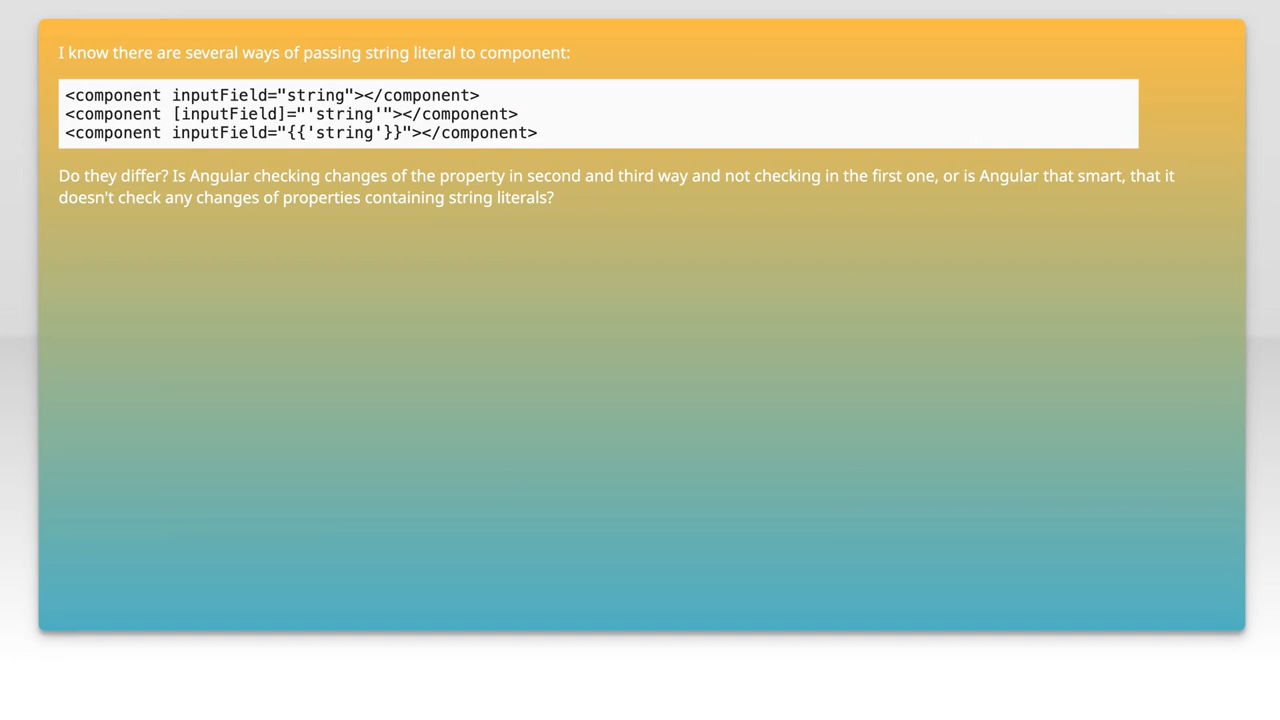 I know there are several ways of passing string literal to component:
<component inputField="string"></component>
<component [inputField]="'string'"></component>
<component inputField="{{'string'}}"></component>
Do they differ? Is Angular checking changes of the property in second and third way and not checking in the first one, or is Angular that smart, that it
doesn't check any changes of properties containing string literals?